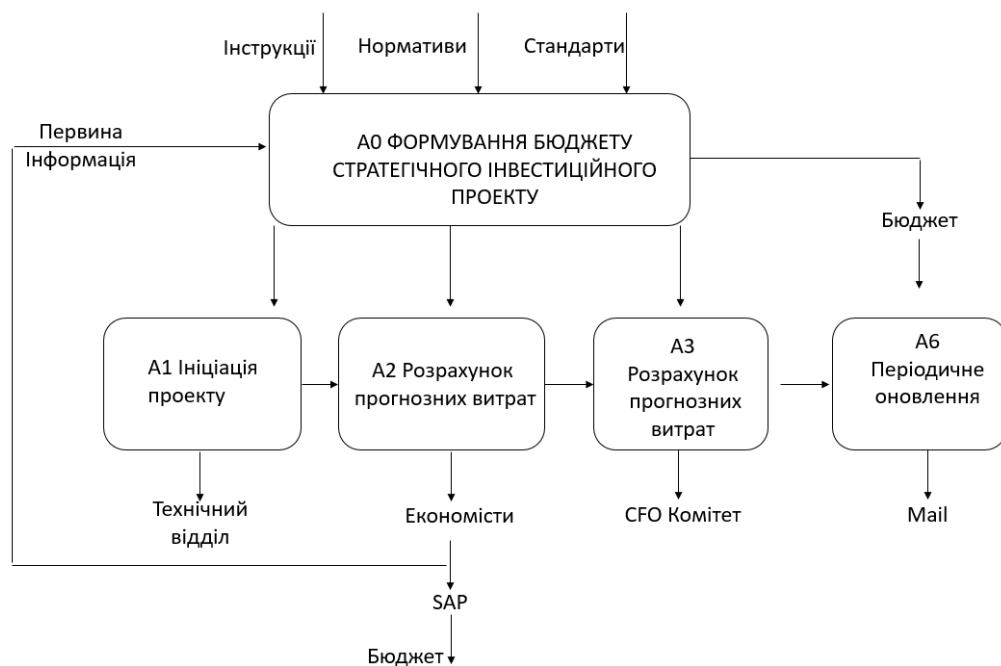 Інструкції
Нормативи
Стандарти
Первина
Інформація
А0 ФОРМУВАННЯ БЮДЖЕТУ
СТРАТЕГІЧНОГО ІНВЕСТИЦІЙНОГО
ПРОЕКТУ
Бюджет
А1 Ініціація
проекту
А2 Розрахунок
прогнозних витрат
А3
Розрахунок
прогнозних
витрат
А6
Періодичне
оновлення
Технічний
відділ
Економісти
CFO Комітет
Mail
SAP
Бюджет